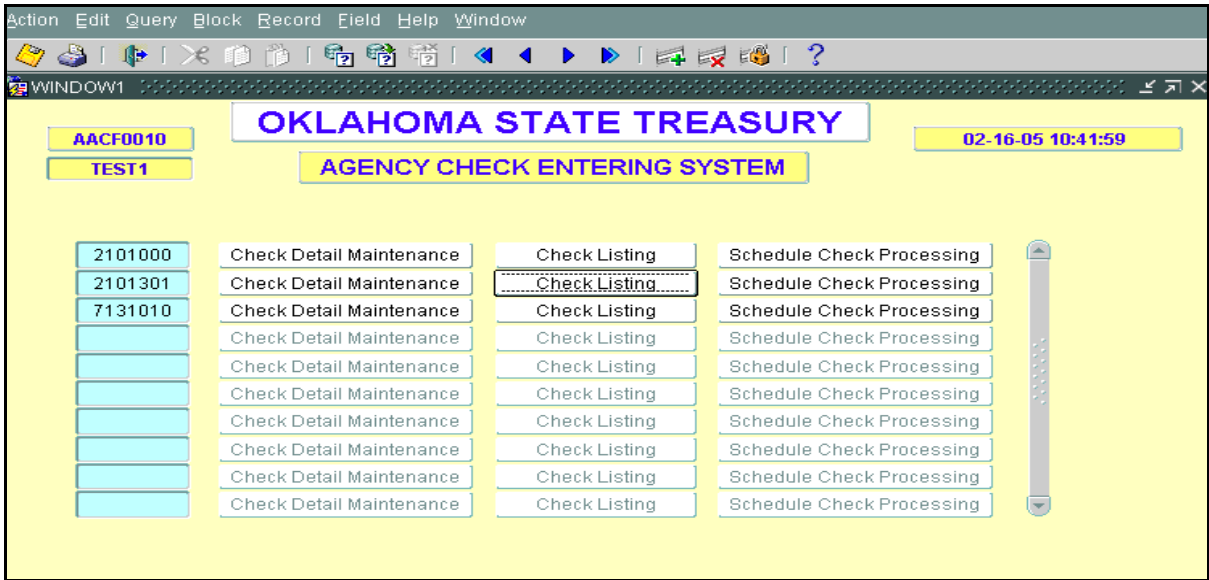 Action Edit Query Block Record Field Help Window
WINDOW1
OKLAHOMA STATE TREASURY
AACF0010
02-16-05 10:41:59
TEST1
AGENCY CHECK ENTERING SYSTEM
2101000 Check Detail Maintenance Check Listing Schedule Check Processing
2101301 Check Detail Maintenance Check Listing Schedule Check Processing
7131010 Check Detail Maintenance Check Listing Schedule Check Processing
Check Detail Maintenance Check Listing Schedule Check Processing
Check Detail Maintenance Check Listing Schedule Check Processing
Check Detail Maintenance Check Listing Schedule Check Processing
Check Detail Maintenance Check Listing Schedule Check Processing
Check Detail Maintenance Check Listing Schedule Check Processing
Check Detail Maintenance Check Listing Schedule Check Processing
Check Detail Maintenance Check Listing Schedule Check Processing